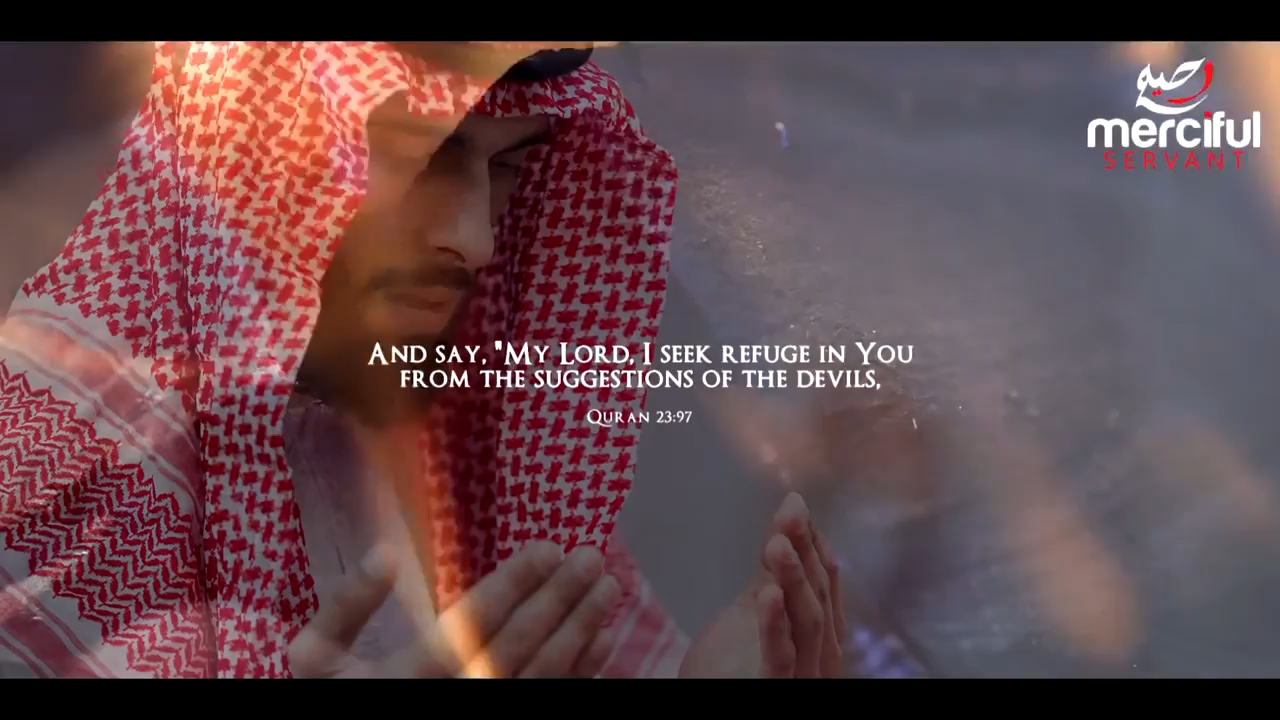 merciful
SERVANT
And say, "My Lord, I seek refuge in You
from the suggestions of the devils,
Quran 23:97